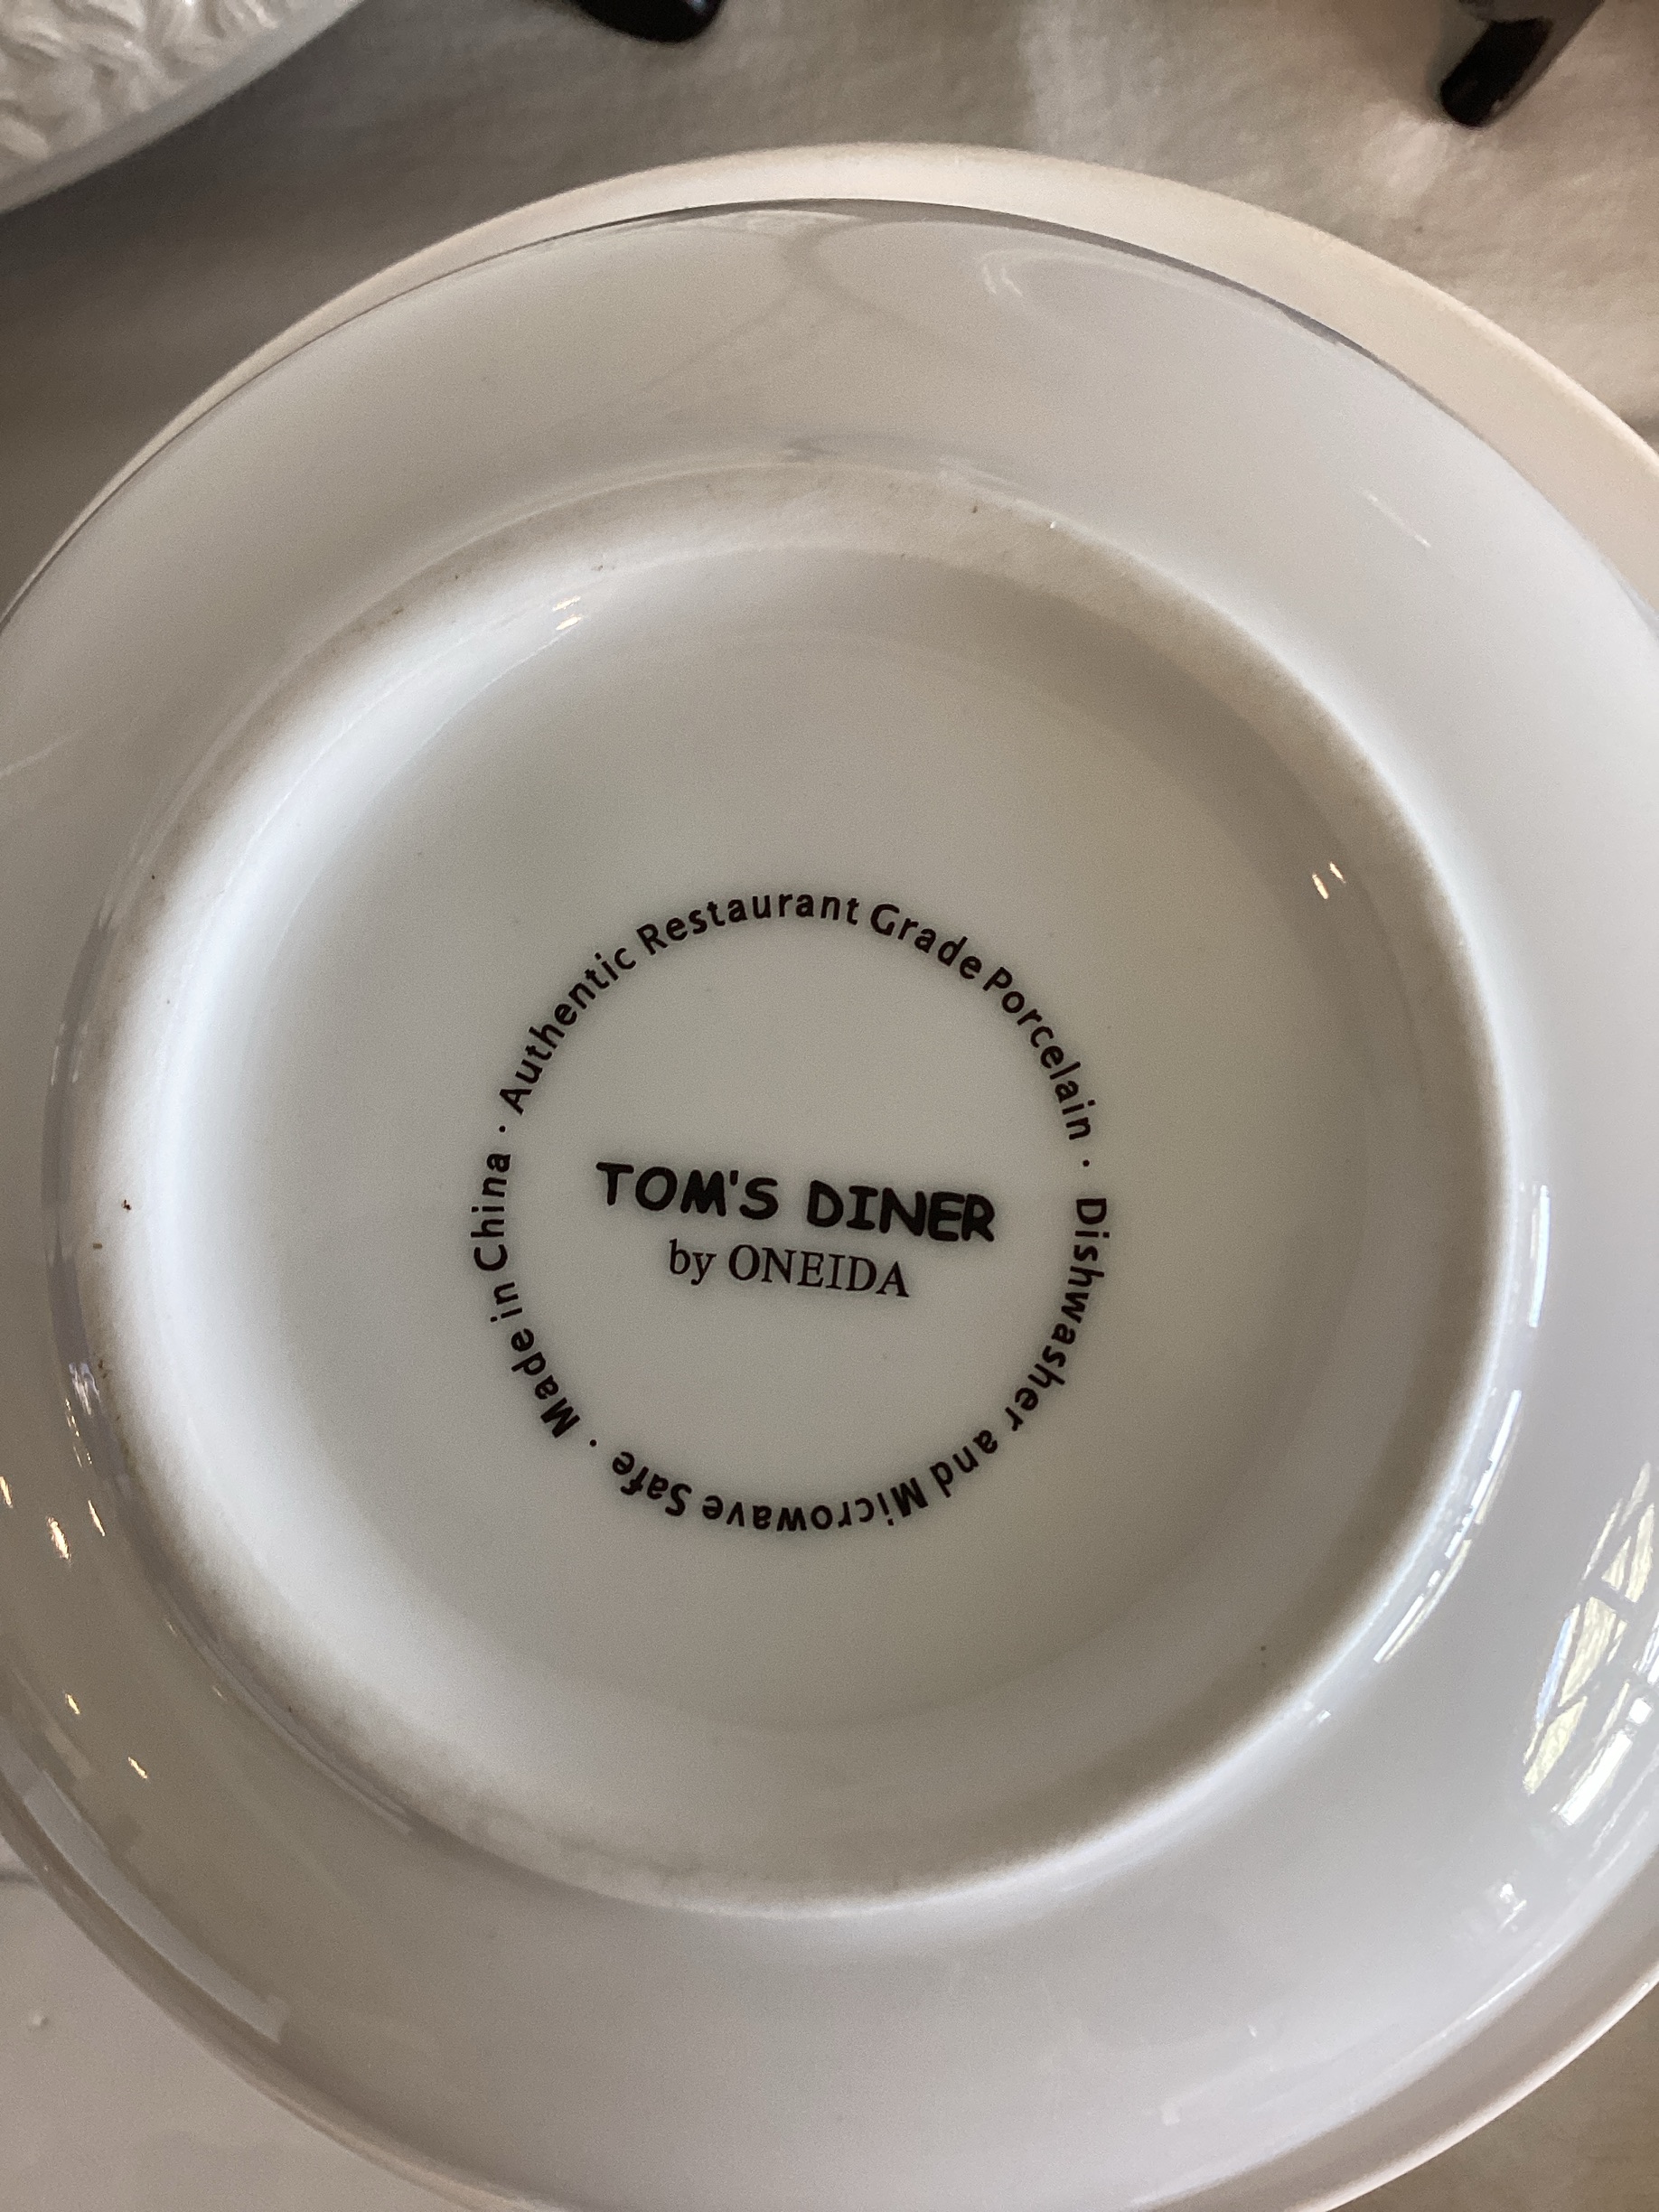 Authentic Restaurant Grade Porcelain · Dishwasher and Microwave Safe · Made in China ·
TOM'S DINER
by ONEIDA